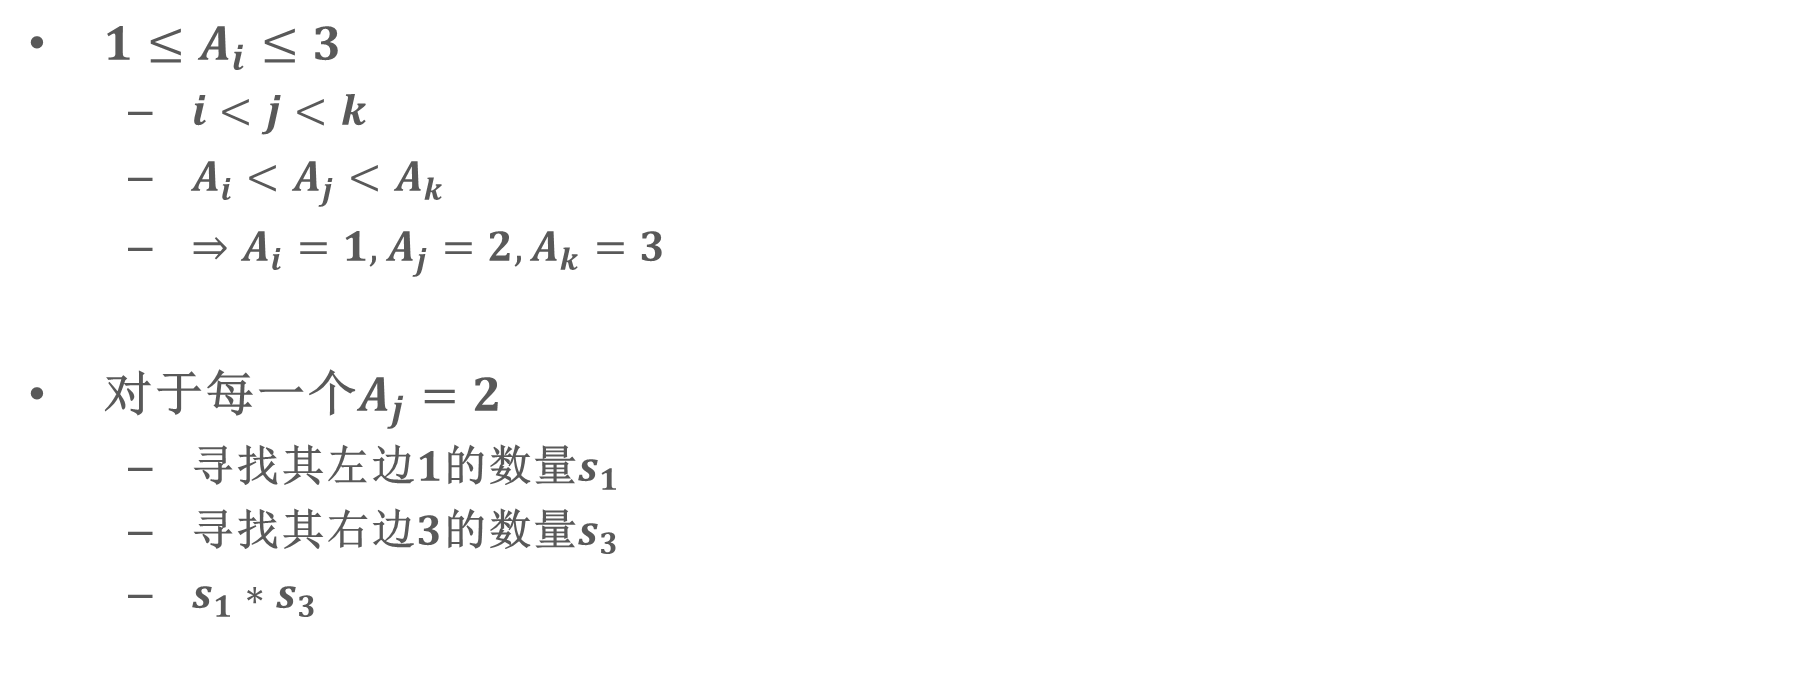 • 1 ≤ A_i ≤ 3
– i < j < k
– A_i < A_j < A_k
– ⇒ A_i = 1, A_j = 2, A_k = 3
• 对于每一个A_j = 2
– 寻找其左边1的数量s_1
– 寻找其右边3的数量s_3
– s_1 * s_3